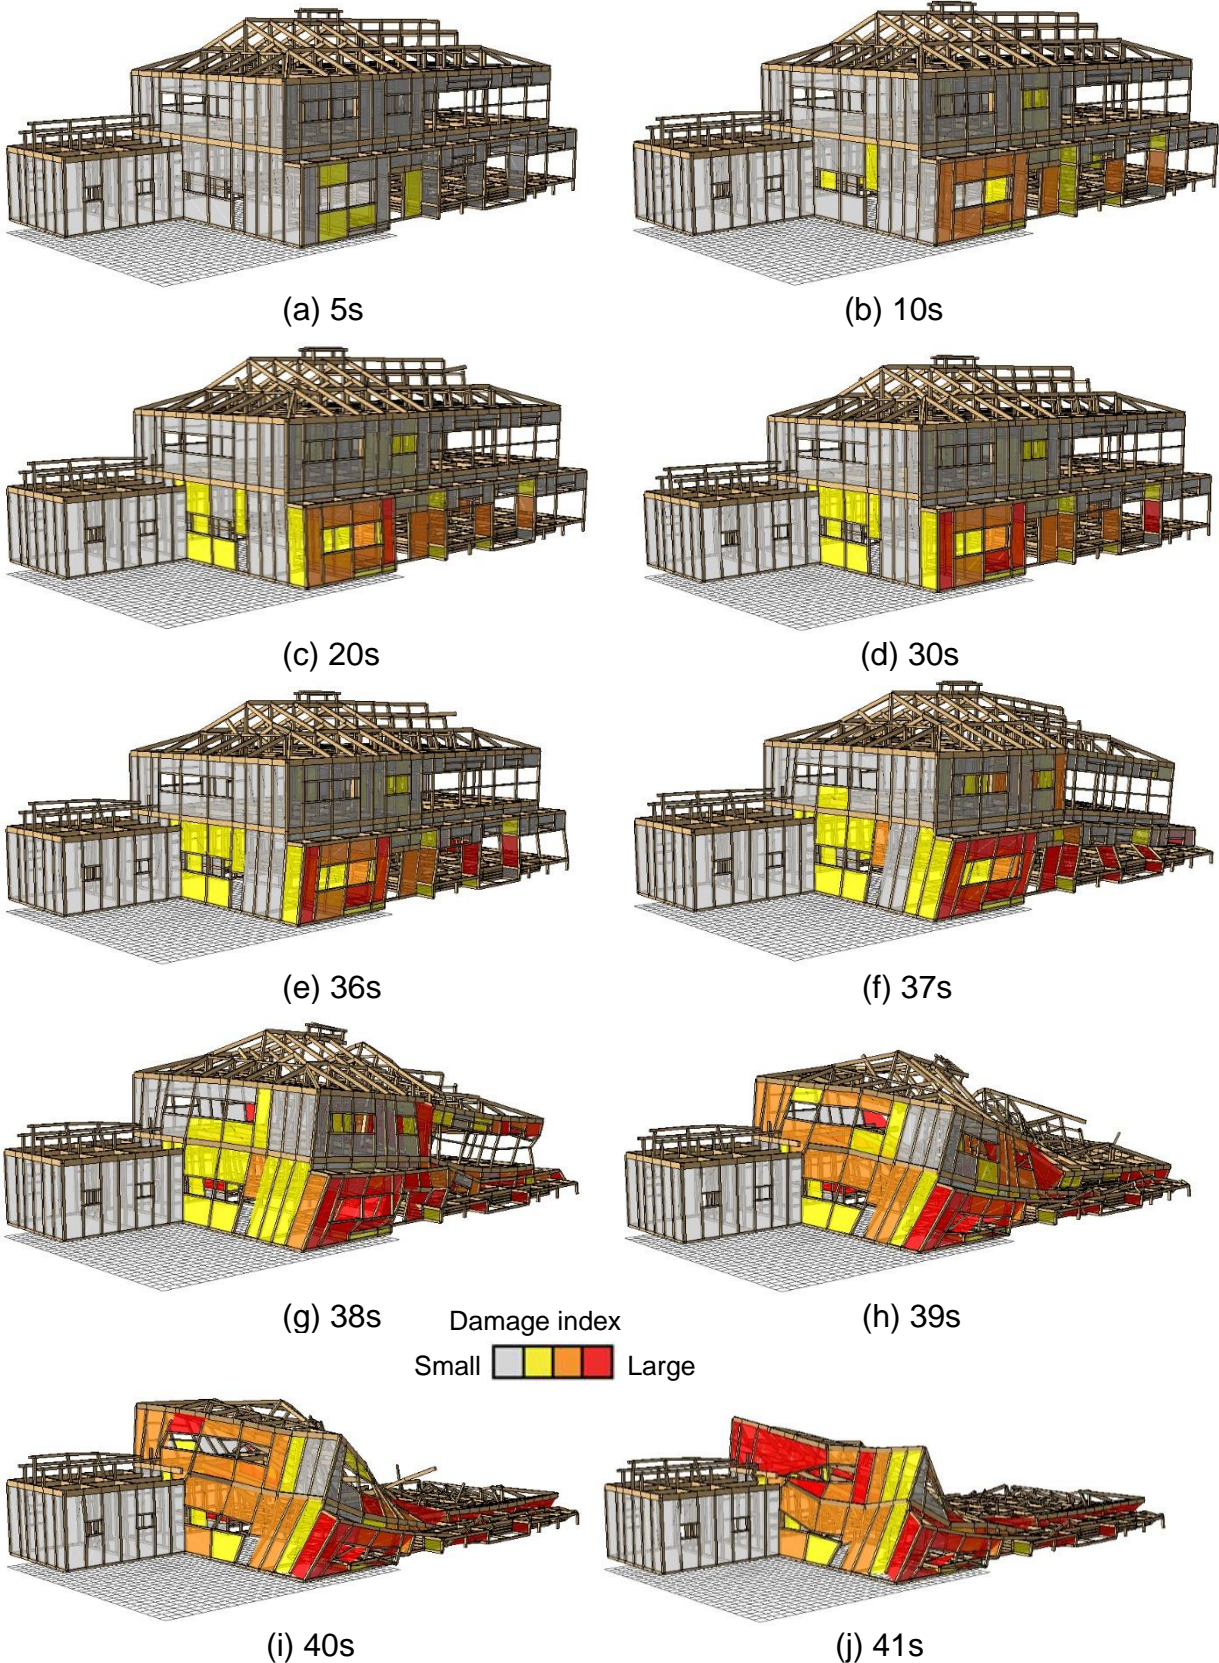 (a) 5s
(b) 10s
(c) 20s
(d) 30s
(e) 36s
(f) 37s
(g) 38s
(h) 39s
Damage index
Small Large
(i) 40s
(j) 41s